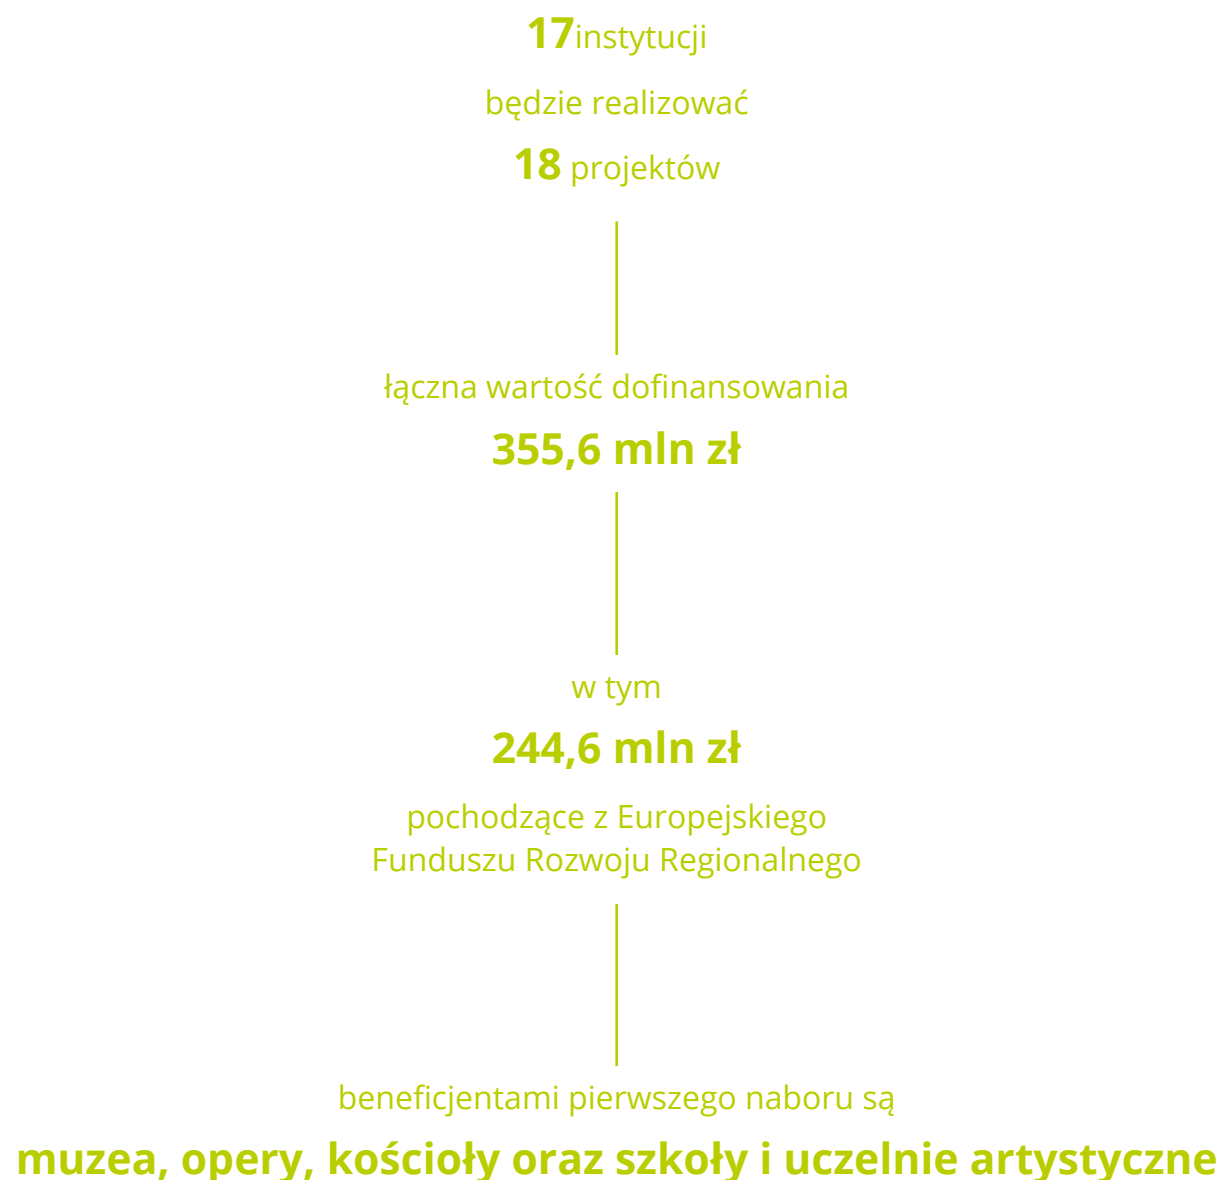 17instytucji
będzie realizować
18 projektów
łączna wartość dofinansowania
355,6 mln zł
w tym
244,6 mln zł
pochodzące z Europejskiego
Funduszu Rozwoju Regionalnego
beneficjentami pierwszego naboru są
muzea, opery, kościoły oraz szkoły i uczelnie artystyczne